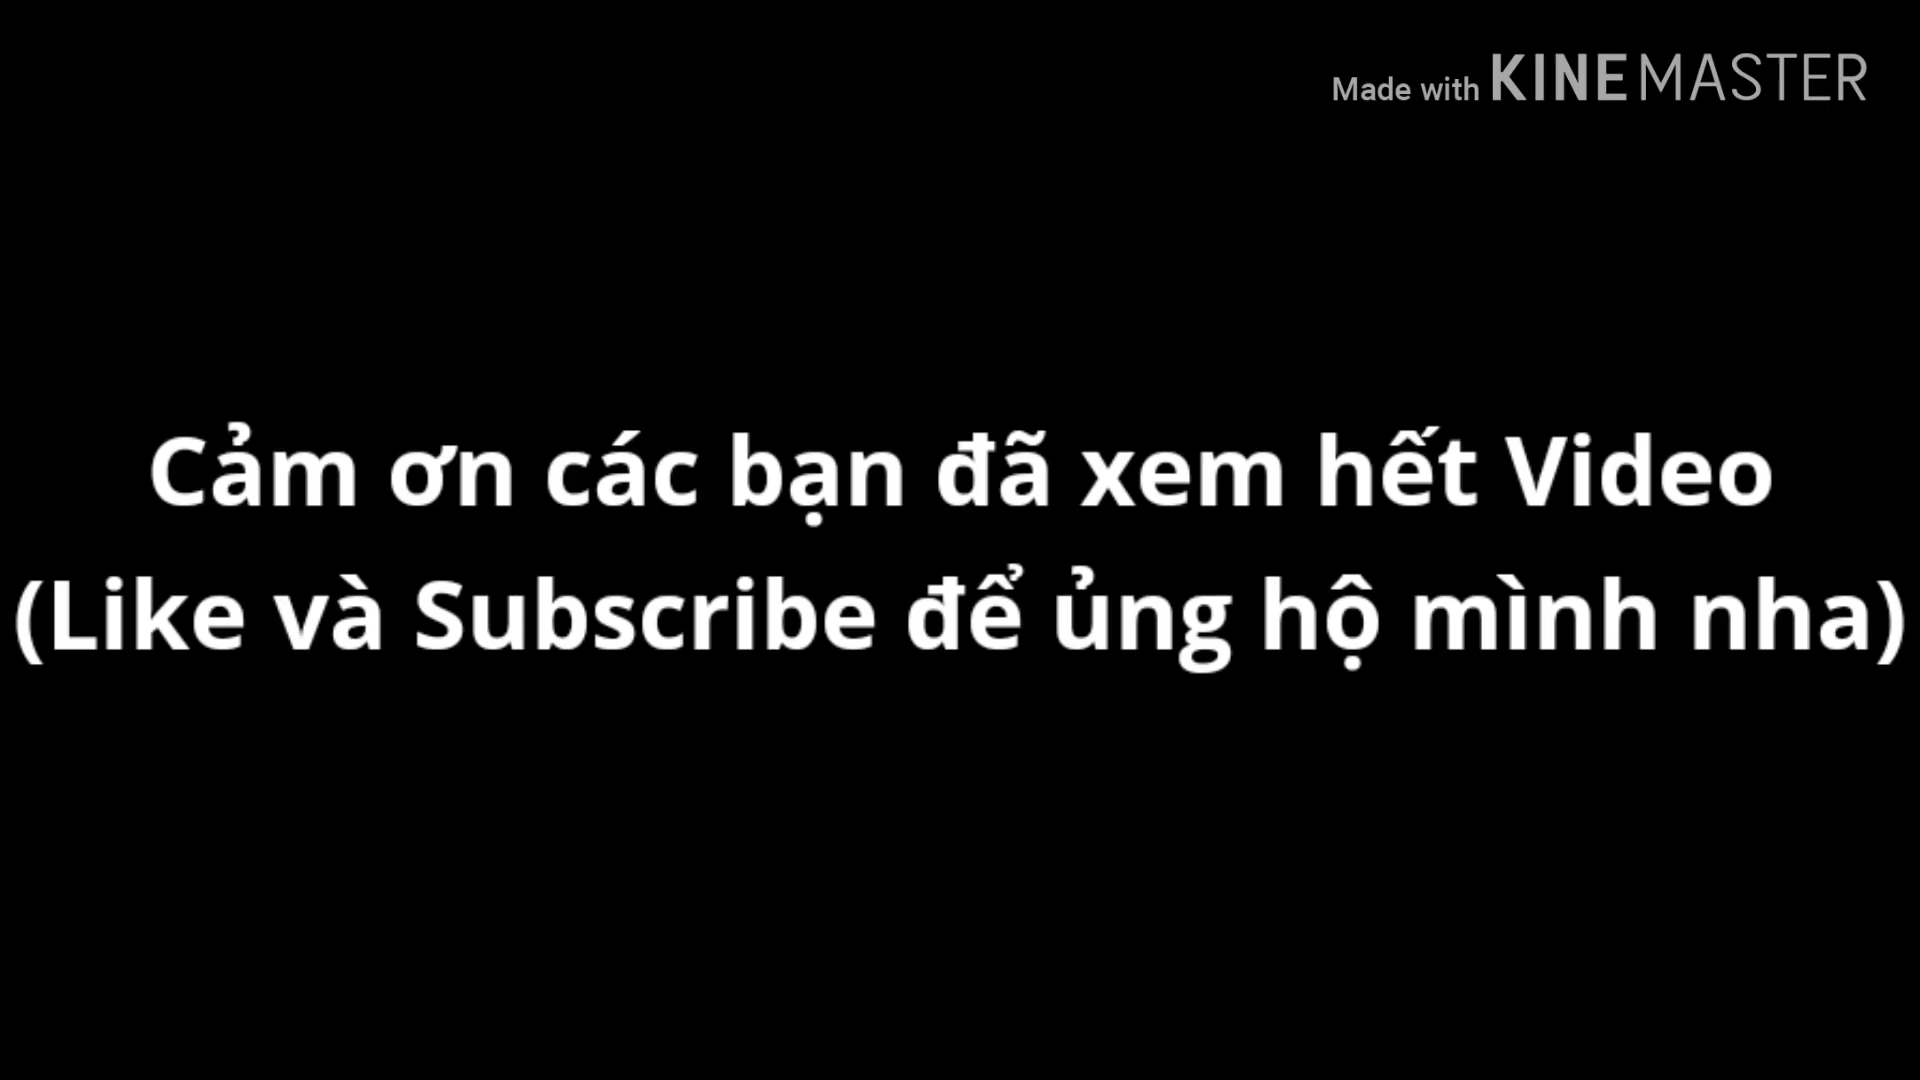 Made with KINEMASTER
Cảm ơn các bạn đã xem hết Video
(Like và Subscribe để ủng hộ mình nha)